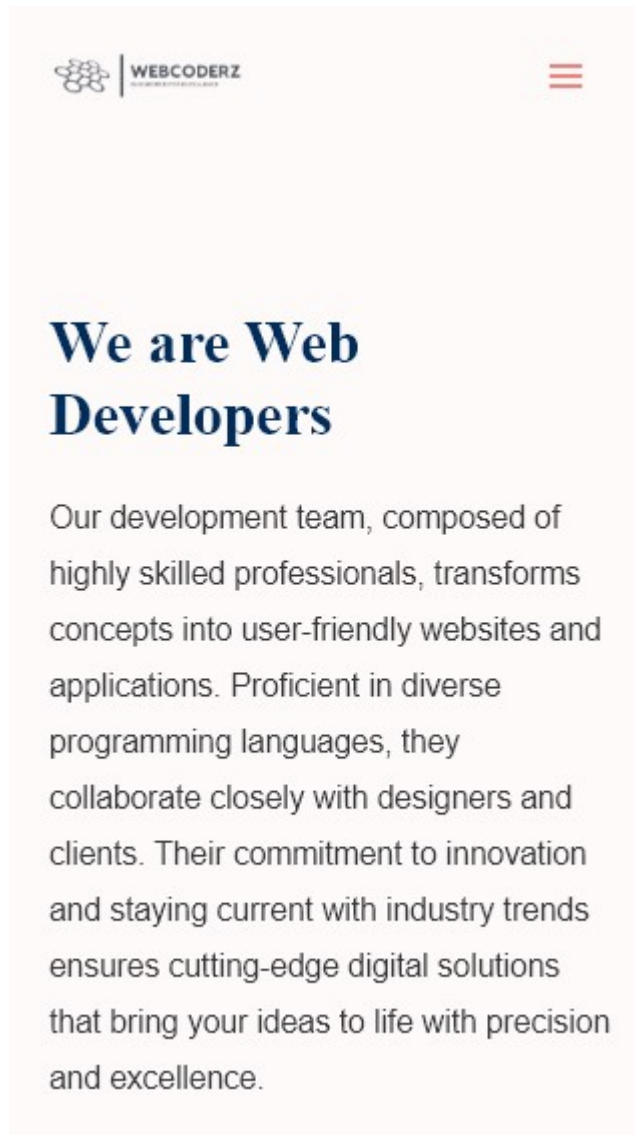 WEBCODERZ
We are Web
Developers
Our development team, composed of
highly skilled professionals, transforms
concepts into user-friendly websites and
applications. Proficient in diverse
programming languages, they
collaborate closely with designers and
clients. Their commitment to innovation
and staying current with industry trends
ensures cutting-edge digital solutions
that bring your ideas to life with precision
and excellence.